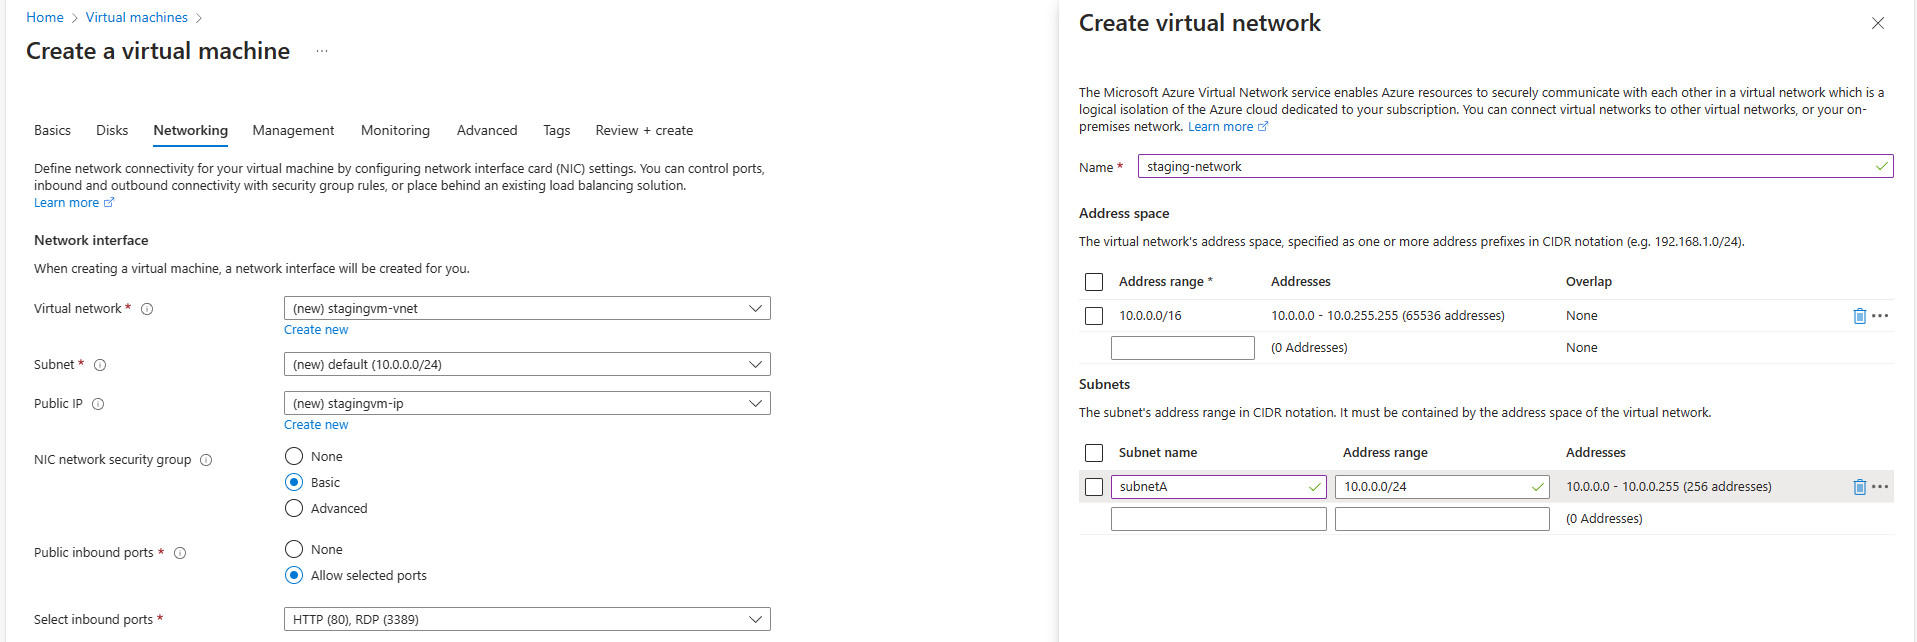 Home > Virtual machines >
Create a virtual machine ...
Basics Disks Networking Management Monitoring Advanced Tags Review + create
Define network connectivity for your virtual machine by configuring network interface card (NIC) settings. You can control ports,
inbound and outbound connectivity with security group rules, or place behind an existing load balancing solution.
Learn more
Network interface
When creating a virtual machine, a network interface will be created for you.
Virtual network * (new) stagingvm-vnet
Create new
Subnet * (new) default (10.0.0.0/24)
Public IP (new) stagingvm-ip
Create new
NIC network security group
None
Basic
Advanced
Public inbound ports *
None
Allow selected ports
Select inbound ports * HTTP (80), RDP (3389)
Create virtual network
The Microsoft Azure Virtual Network service enables Azure resources to securely communicate with each other in a virtual network which is a
logical isolation of the Azure cloud dedicated to your subscription. You can connect virtual networks to other virtual networks, or your on-
premises network. Learn more
Name * staging-network
Address space
The virtual network's address space, specified as one or more address prefixes in CIDR notation (e.g. 192.168.1.0/24).
Address range * Addresses Overlap
10.0.0.0/16 10.0.0.0 - 10.0.255.255 (65536 addresses) None
(0 Addresses) None
Subnets
The subnet's address range in CIDR notation. It must be contained by the address space of the virtual network.
Subnet name Address range Addresses
subnetA 10.0.0.0/24 10.0.0.0 - 10.0.0.255 (256 addresses)
(0 Addresses)